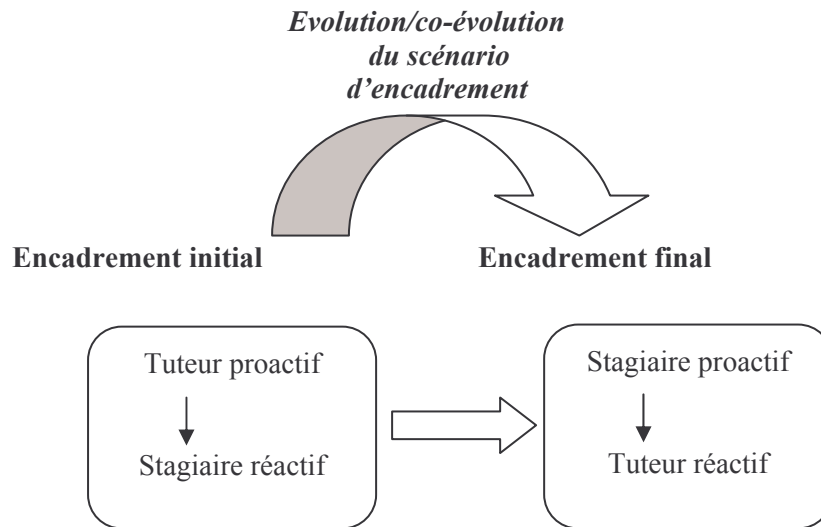 Evolution/co-évolution
du scénario
d’encadrement
Encadrement initial
Encadrement final
Tuteur proactif
Stagiaire réactif
Stagiaire proactif
Tuteur réactif